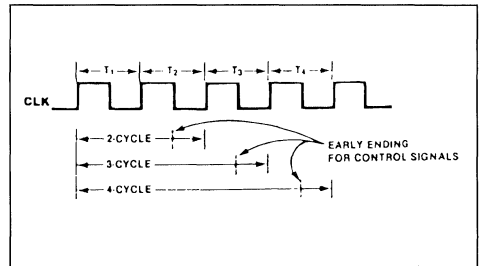 T1 T2 T3 T4
CLK
2-CYCLE
3-CYCLE
4-CYCLE
EARLY ENDING
FOR CONTROL SIGNALS